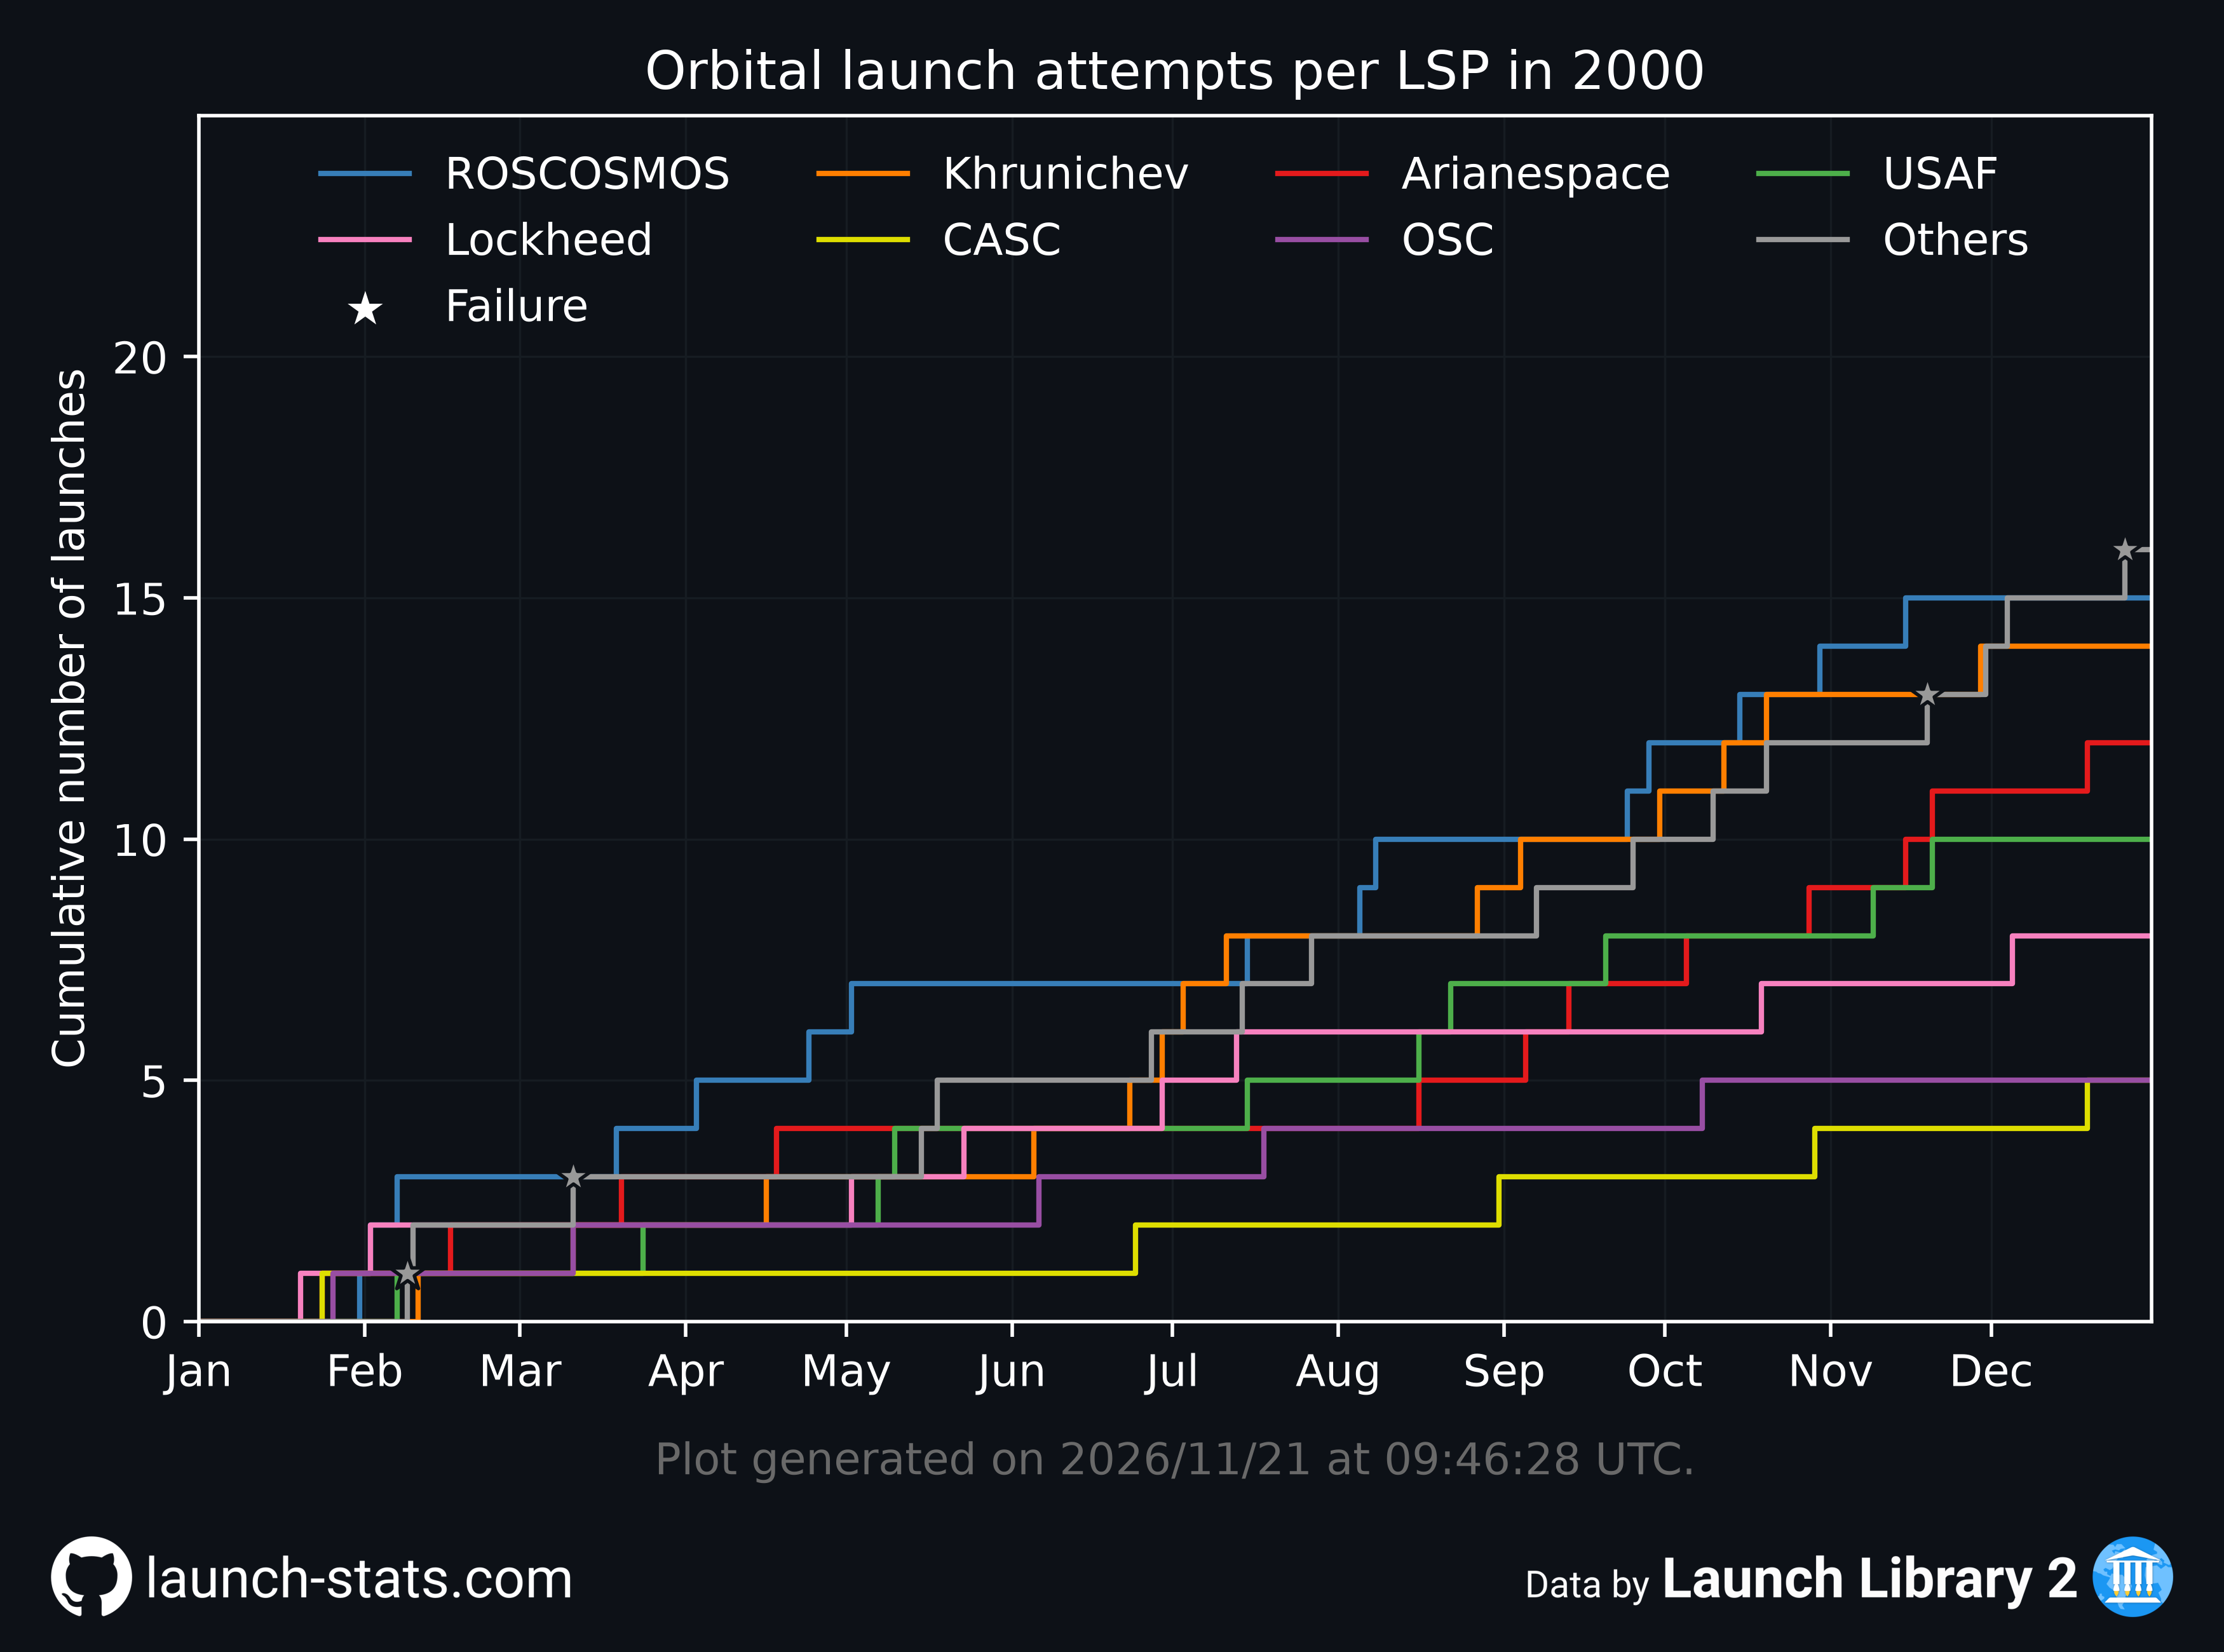 Orbital launch attempts per LSP in 2000
ROSCOSMOS Khrunichev Arianespace USAF
Lockheed CASC OSC Others
Failure
Cumulative number of launches
20
15
10
5
0
Jan Feb Mar Apr May Jun Jul Aug Sep Oct Nov Dec
Plot generated on 2026/11/21 at 09:46:28 UTC.
launch-stats.com
Data by Launch Library 2